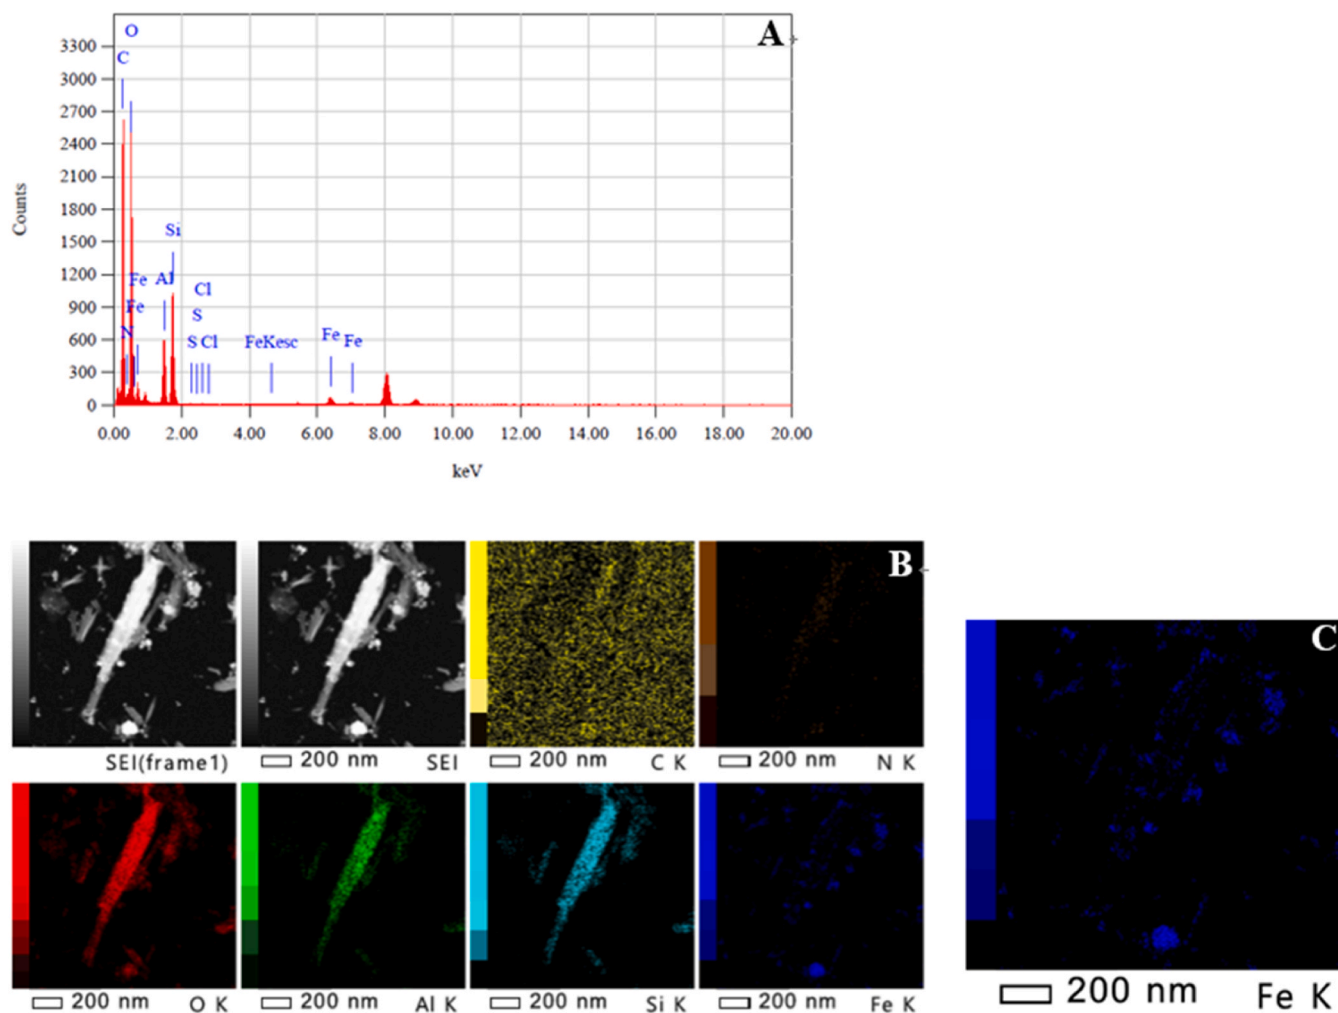 A
O
C
3300
3000
2700
2400
2100
1800
1500
1200
900
600
300
0
Counts
Si
Fe Al
Fe
N
Cl
S
S Cl
FeKesc
Fe Fe
0.00 2.00 4.00 6.00 8.00 10.00 12.00 14.00 16.00 18.00 20.00
keV
B
SEI(frame1)
200 nm SEI
200 nm C K
200 nm N K
200 nm O K
200 nm Al K
200 nm Si K
200 nm Fe K
C
200 nm Fe K